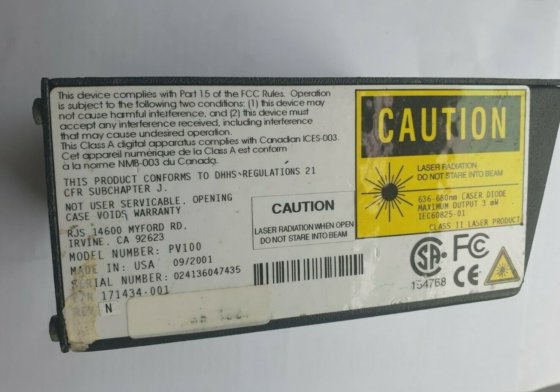 This device complies with Part 15 of the FCC Rules. Operation
is subject to the following two conditions: (1) this device may
not cause harmful interference, and (2) this device must
accept any interference received, including interference
that may cause undesired operation.
This Class A digital apparatus complies with Canadian ICES-003.
Cet appareil numérique de la Class A est conform
à la norme NMB-003 du Canada.
THIS PRODUCT CONFORMS TO DHHS REGULATIONS 21
CFR SUBCHAPTER J.
NOT USER SERVICABLE. OPENING
CASE VOIDS WARRANTY
RJS 14600 MYFORD RD.
IRVINE, CA 92623
MODEL NUMBER: PV100
MADE IN: USA 09/2001
SERIAL NUMBER: 024136047435
P/N 171434-001
REV. N
CAUTION
LASER RADIATION WHEN OPEN
DO NOT STARE INTO BEAM
CAUTION
LASER RADIATION
DO NOT STARE INTO BEAM
636-680nm LASER DIODE
MAXIMUM OUTPUT 3 mW
IEC60825-01
CLASS II LASER PRODUCT
SA FC
154768 CE